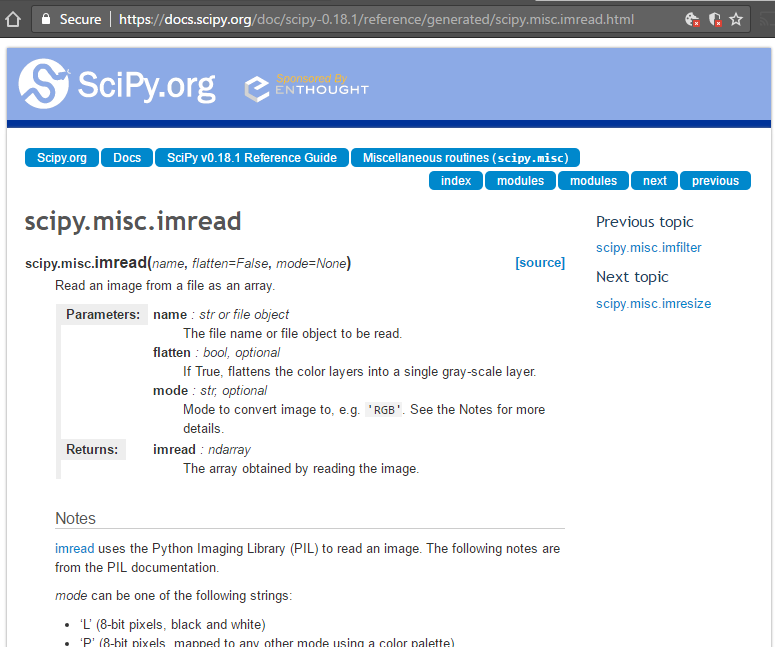 Secure https://docs.scipy.org/doc/scipy-0.18.1/reference/generated/scipy.misc.imread.html
SciPy.org
Sponsored By
ENTHOUGHT
Scipy.org Docs SciPy v0.18.1 Reference Guide Miscellaneous routines (scipy.misc)
index modules modules next previous
scipy.misc.imread
scipy.misc.imread(name, flatten=False, mode=None) [source]
Read an image from a file as an array.
Parameters: name : str or file object
The file name or file object to be read.
flatten : bool, optional
If True, flattens the color layers into a single gray-scale layer.
mode : str, optional
Mode to convert image to, e.g. 'RGB'. See the Notes for more
details.
Returns: imread : ndarray
The array obtained by reading the image.
Notes
imread uses the Python Imaging Library (PIL) to read an image. The following notes are
from the PIL documentation.
mode can be one of the following strings:
• ‘L’ (8-bit pixels, black and white)
• ‘P’ (8-bit pixels, mapped to any other mode using a color palette)
Previous topic
scipy.misc.imfilter
Next topic
scipy.misc.imresize